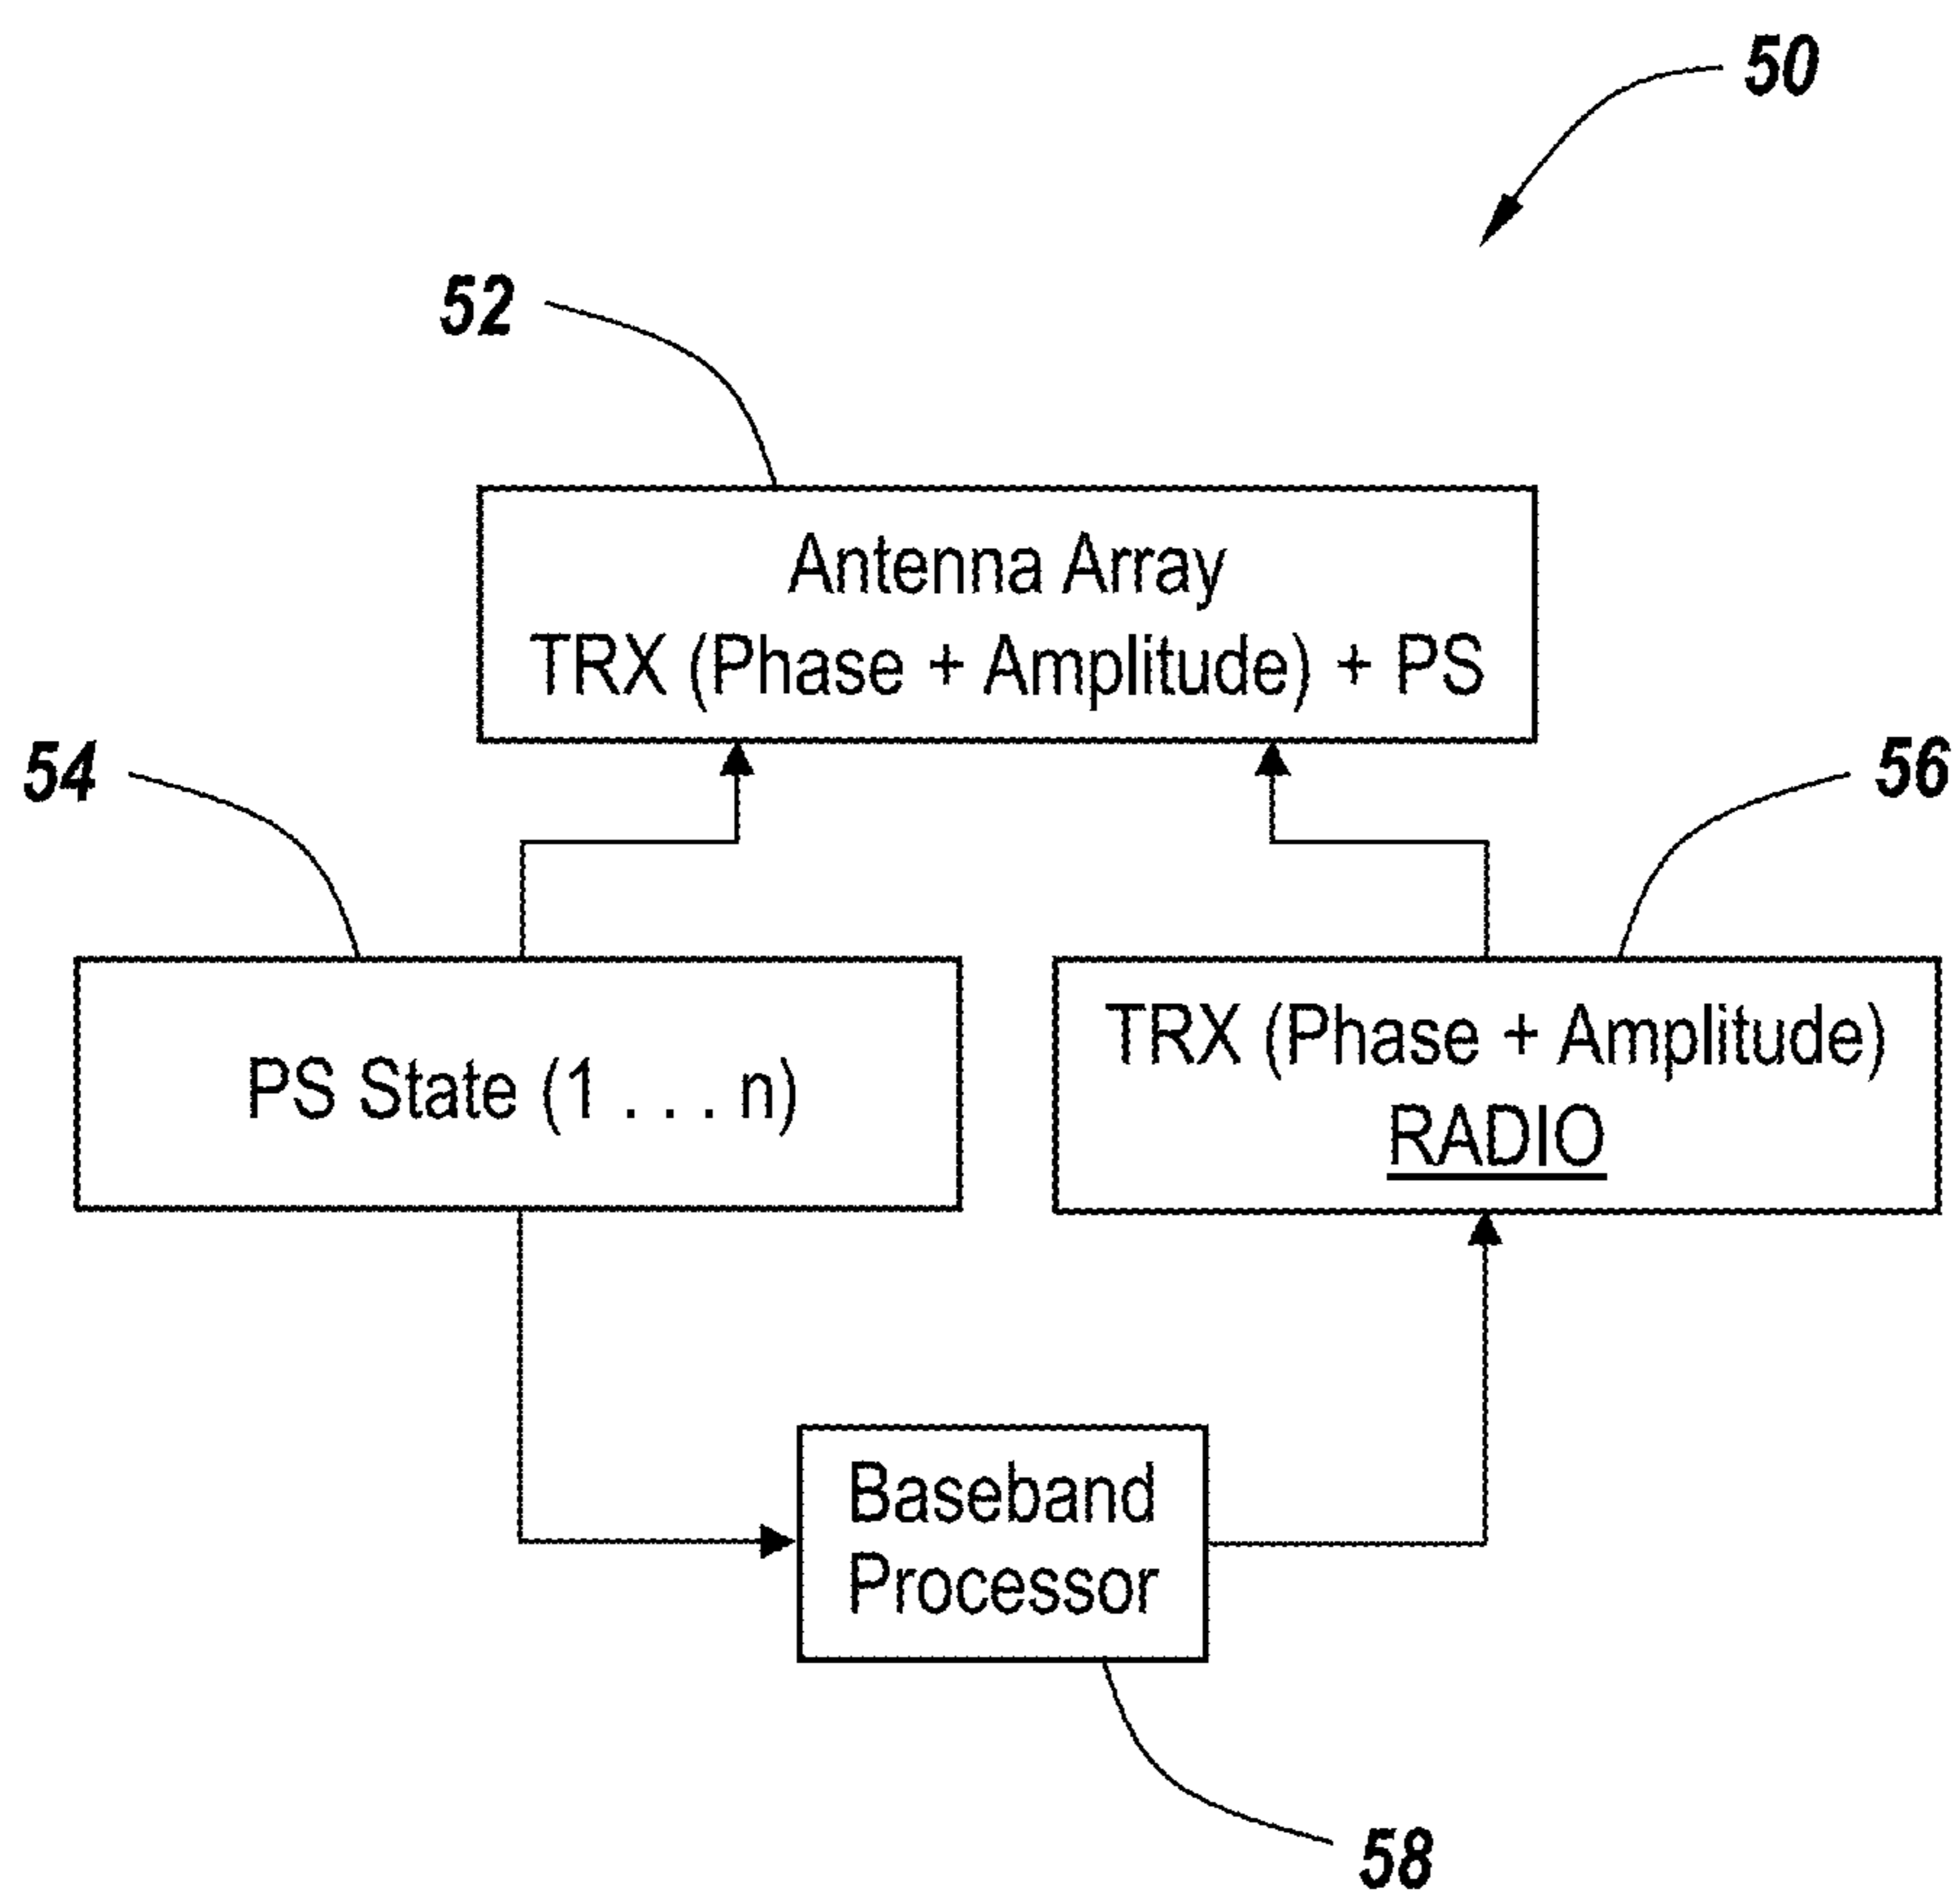 50
52
Antenna Array
TRX (Phase + Amplitude) + PS
54
56
PS State (1 . . . n)
TRX (Phase + Amplitude)
RADIO
Baseband
Processor
58